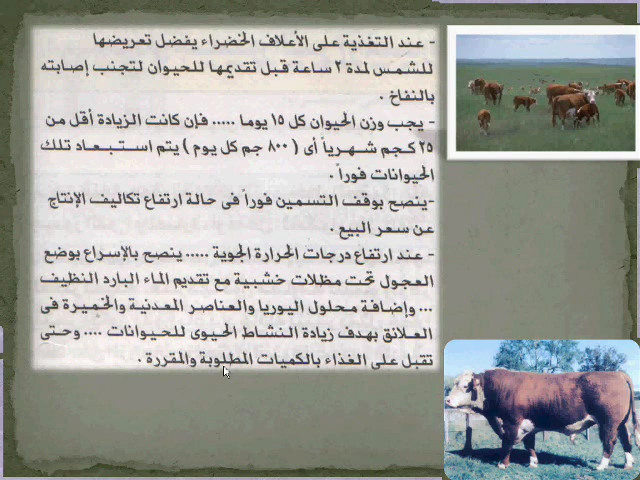 - عند التغذية على الأعلاف الخضراء يفضل تعريضها
للشمس لمدة ٢ ساعة قبل تقديمها للحيوان لتجنب إصابته
بالنفاخ .
- يجب وزن الحيوان كل ١٥ يوما ..... فإن كانت الزيادة أقل من
٢٥ كجم شهرياً أى ( ٨٠٠ جم كل يوم ) يتم استبعاد تلك
الحيوانات فوراً .
-ينصح بوقف التسمين فوراً فى حالة ارتفاع تكاليف الإنتاج
عن سعر البيع .
- عند ارتفاع درجات الحرارة الجوية ..... ينصح بالإسراع بوضع
العجول تحت مظلات خشبية مع تقديم الماء البارد النظيف
... وإضافة محلول اليوريا والعناصر المعدنية والخميرة فى
العلائق بهدف زيادة النشاط الحيوى للحيوانات .... وحتى
تقبل على الغذاء بالكميات المطلوبة والمقررة .